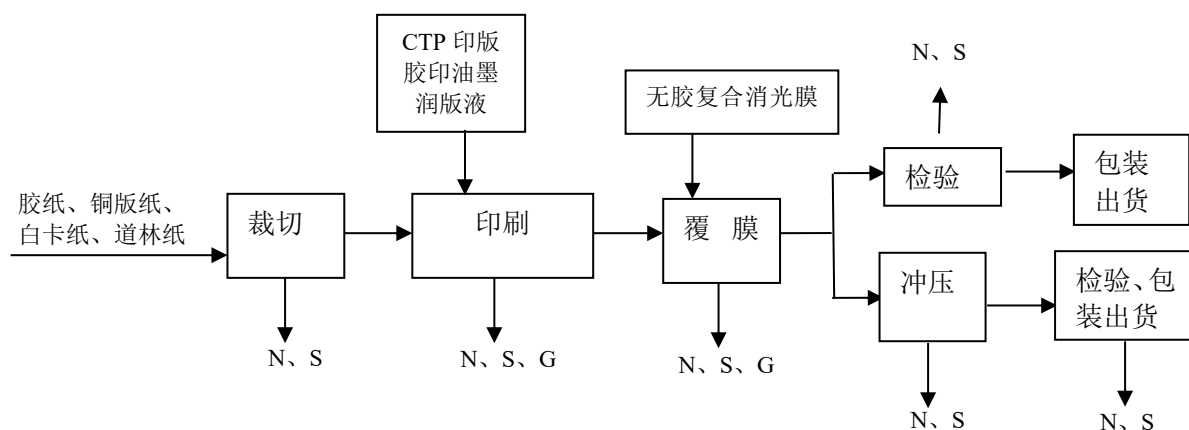 CTP 印版
胶印油墨
润版液
无胶复合消光膜
N、S
胶纸、铜版纸、
白卡纸、道林纸
裁切
印刷
覆 膜
检验
包装
出货
冲压
检验、包
装出货
N、S
N、S、G
N、S、G
N、S
N、S